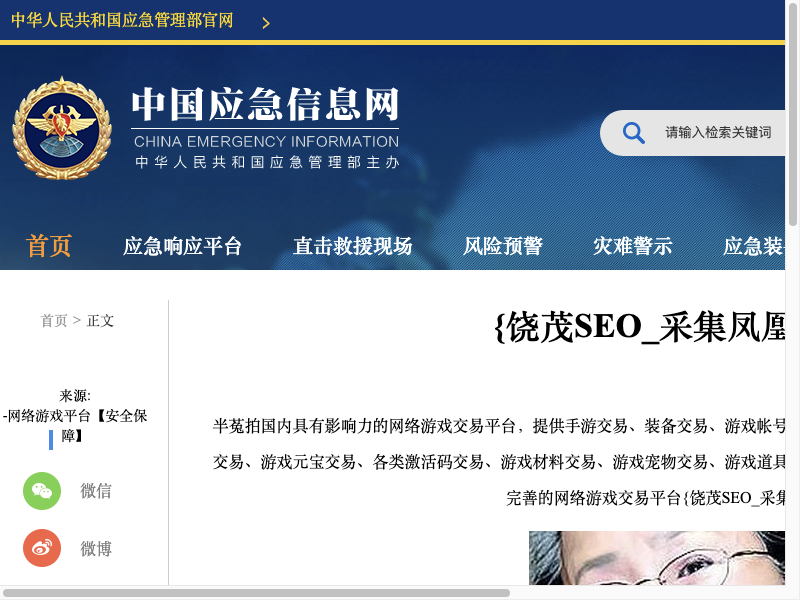 中华人民共和国应急管理部官网
中国应急信息网
CHINA EMERGENCY INFORMATION
中华人民共和国应急管理部主办
请输入检索关键词
首页 应急响应平台 直击救援现场 风险预警 灾难警示 应急装
首页 > 正文
{饶茂SEO_采集凤凰
来源:
-网络游戏平台【安全保
障】
半菟拍国内具有影响力的网络游戏交易平台，提供手游交易、装备交易、游戏帐号
交易、游戏元宝交易、各类激活码交易、游戏材料交易、游戏宠物交易、游戏道具
完善的网络游戏交易平台{饶茂SEO_采集
微信
微博